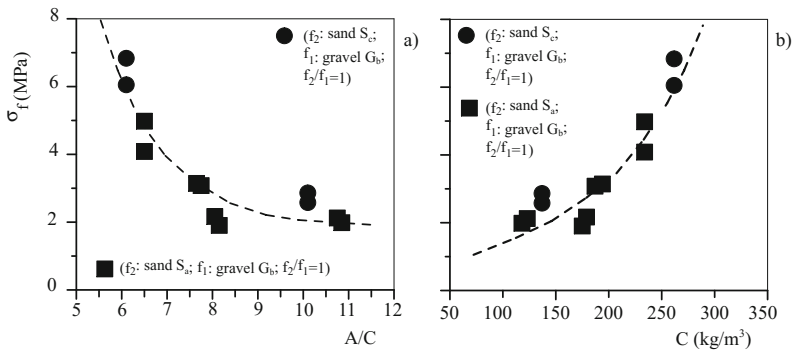 8
6
4
2
0
σf (MPa)
5 6 7 8 9 10 11 12
A/C
(f₂: sand Sc;
f₁: gravel Gb;
f₂/f₁=1)
a)
(f₂: sand Sa; f₁: gravel Gb; f₂/f₁=1)
(f₂: sand Sc;
f₁: gravel Gb;
f₂/f₁=1)
b)
(f₂: sand Sa;
f₁: gravel Gb;
f₂/f₁=1)
50 100 150 200 250 300 350
C (kg/m³)